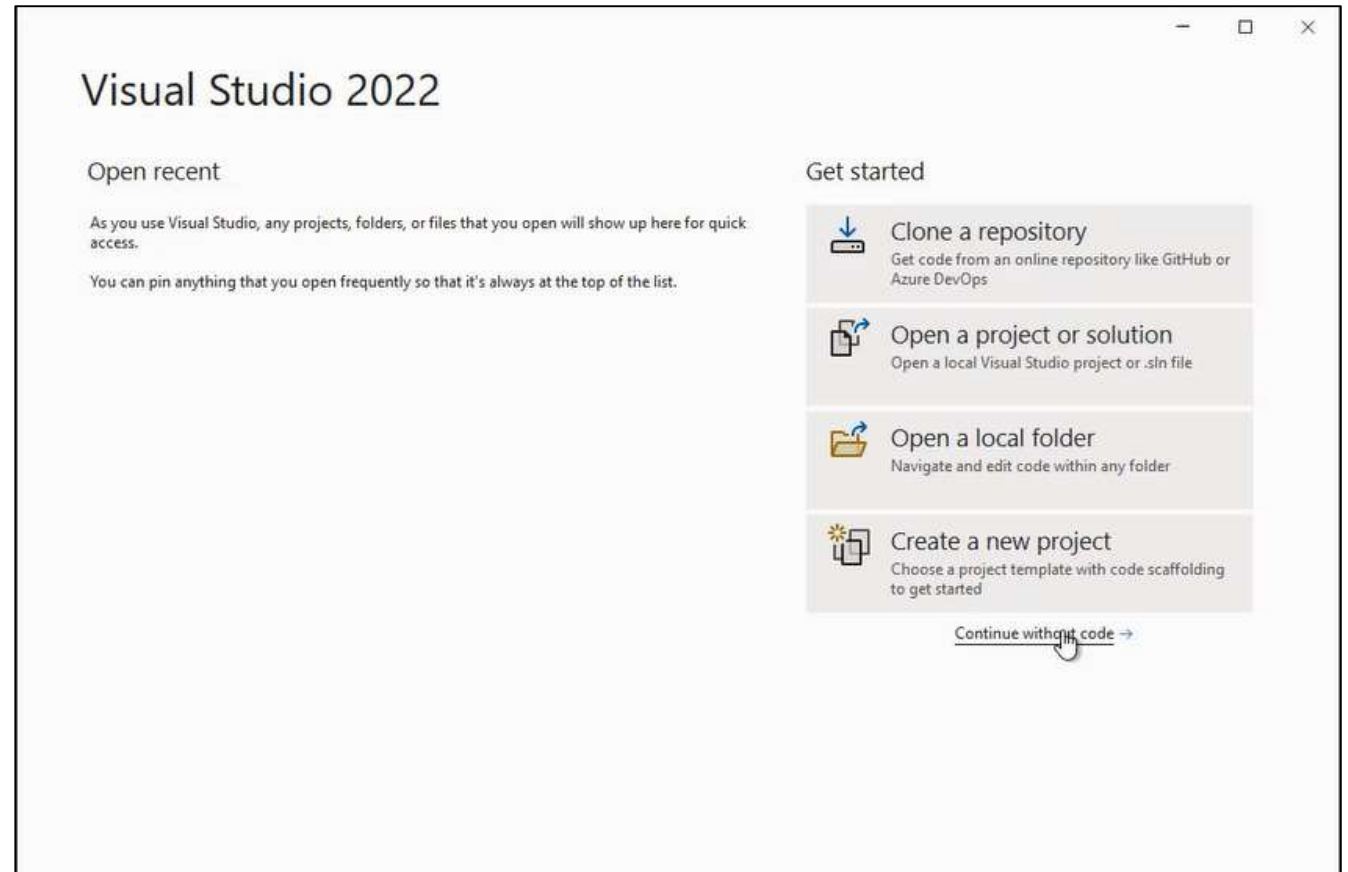 Visual Studio 2022
Open recent
As you use Visual Studio, any projects, folders, or files that you open will show up here for quick
access.
You can pin anything that you open frequently so that it's always at the top of the list.
Get started
Clone a repository
Get code from an online repository like GitHub or
Azure DevOps
Open a project or solution
Open a local Visual Studio project or .sln file
Open a local folder
Navigate and edit code within any folder
Create a new project
Choose a project template with code scaffolding
to get started
Continue without code →